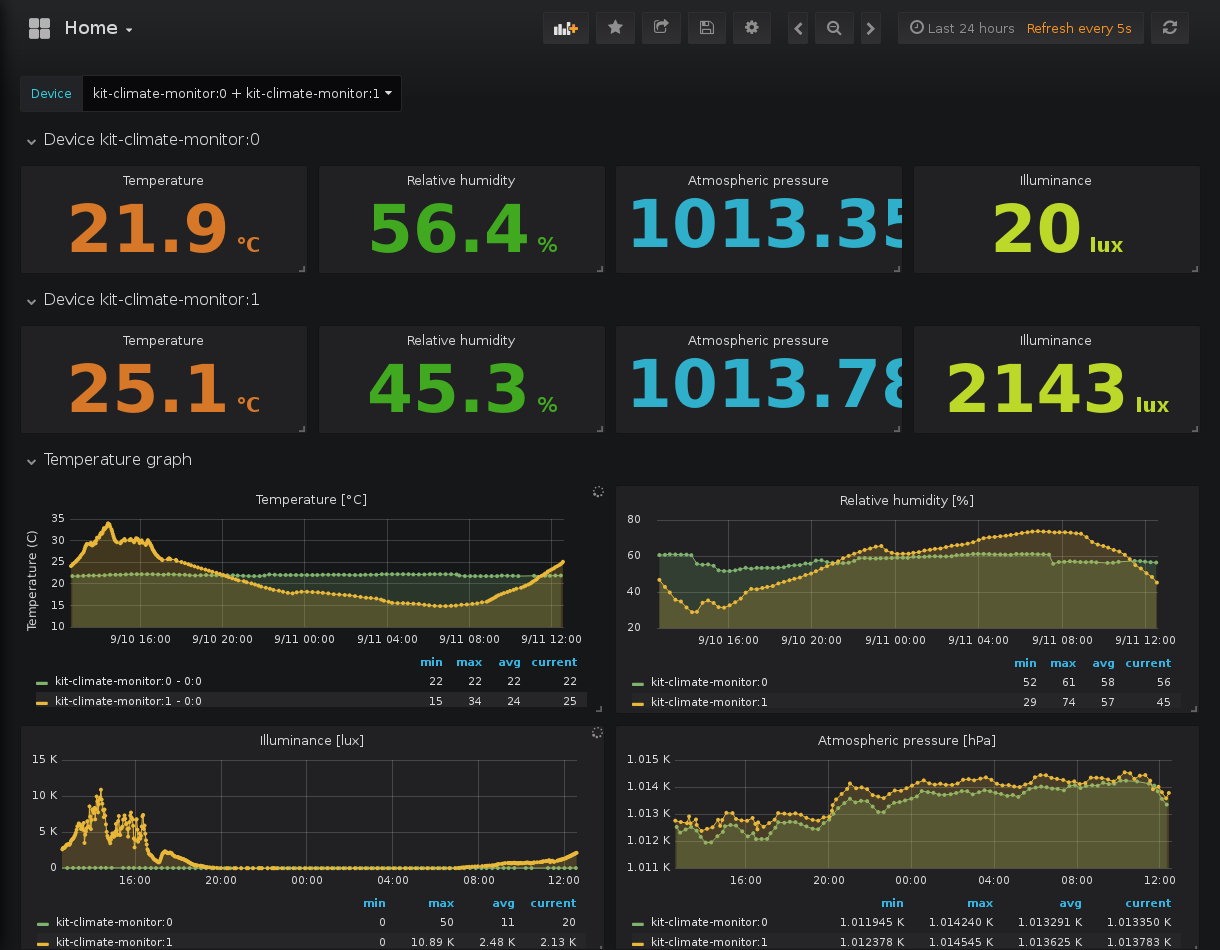 Home
Last 24 hours Refresh every 5s
Device kit-climate-monitor:0 + kit-climate-monitor:1
Device kit-climate-monitor:0
Temperature Relative humidity Atmospheric pressure Illuminance
21.9 °C 56.4 % 1013.35 20 lux
Device kit-climate-monitor:1
Temperature Relative humidity Atmospheric pressure Illuminance
25.1 °C 45.3 % 1013.78 2143 lux
Temperature graph
Temperature [°C]
Temperature (C)
35
30
25
20
15
10
9/10 16:00 9/10 20:00 9/11 00:00 9/11 04:00 9/11 08:00 9/11 12:00
min max avg current
kit-climate-monitor:0 - 0:0 22 22 22 22
kit-climate-monitor:1 - 0:0 15 34 24 25
Relative humidity [%]
80
60
40
20
9/10 16:00 9/10 20:00 9/11 00:00 9/11 04:00 9/11 08:00 9/11 12:00
min max avg current
kit-climate-monitor:0 52 61 58 56
kit-climate-monitor:1 29 74 57 45
Illuminance [lux]
15 K
10 K
5 K
0
16:00 20:00 00:00 04:00 08:00 12:00
min max avg current
kit-climate-monitor:0 0 50 11 20
kit-climate-monitor:1 0 10.89 K 2.48 K 2.13 K
Atmospheric pressure [hPa]
1.015 K
1.014 K
1.013 K
1.012 K
1.011 K
16:00 20:00 00:00 04:00 08:00 12:00
min max avg current
kit-climate-monitor:0 1.011945 K 1.014240 K 1.013291 K 1.013350 K
kit-climate-monitor:1 1.012378 K 1.014545 K 1.013625 K 1.013783 K